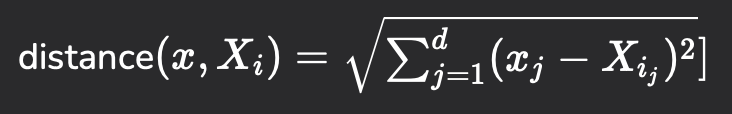 distance(x, X_i) = √∑_{j=1}^{d}(x_j − X_{i_j})²]